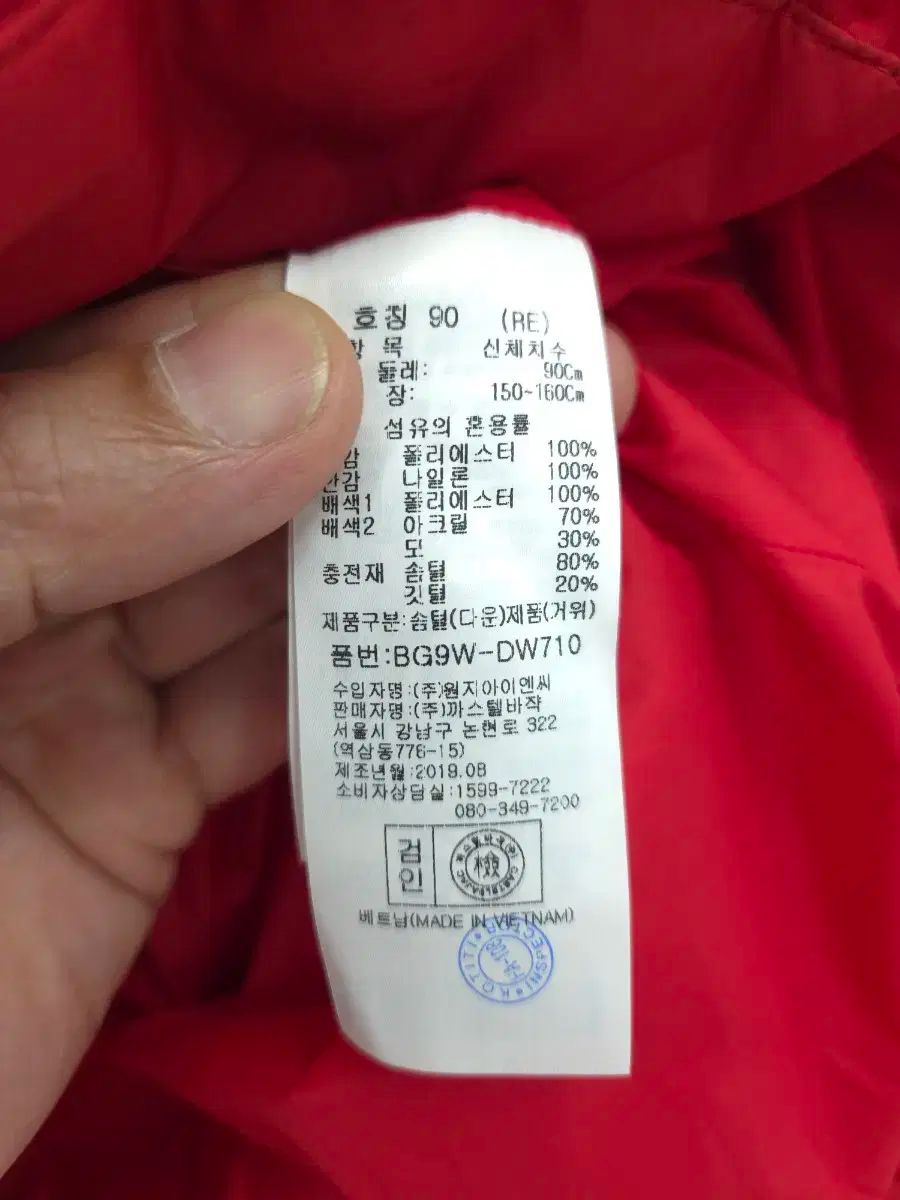 호칭 90 (RE)
항 목 신체치수
둘레: 90Cm
장: 150~160Cm
섬유의 혼용률
감 폴리에스터 100%
안감 나일론 100%
배색1 폴리에스터 100%
배색2 아크릴 70%
모 30%
충전재 솜털 80%
깃털 20%
제품구분:솜털(다운)제품(거위)
품번:BG9W-DW710
수입자명:(주)원지아이엔씨
판매자명:(주)까스텔바작
서울시 강남구 논현로 322
(역삼동776-15)
제조년월:2019.08
소비자상담실:1599-7222
080-349-7200
검인
檢
베트남(MADE IN VIETNAM)
KOTITI INSPECTOR
TA-108